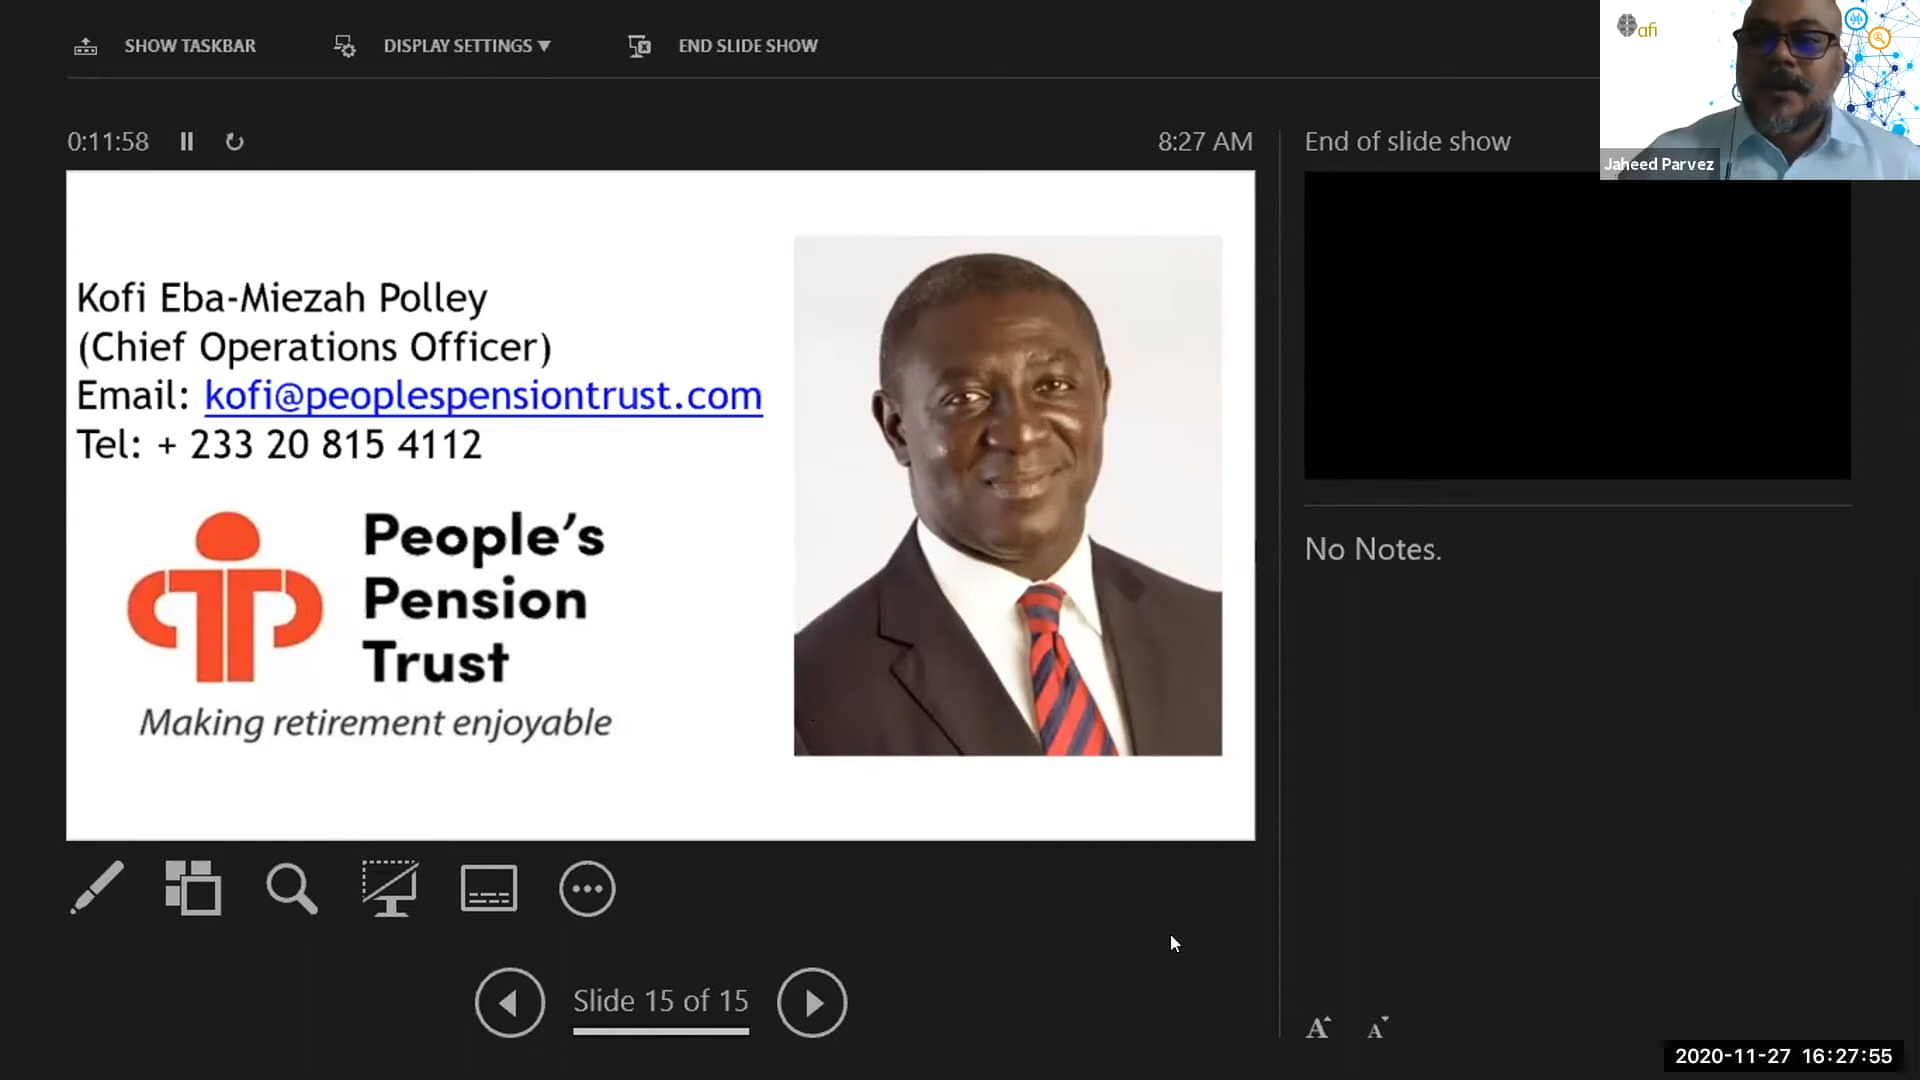 SHOW TASKBAR
DISPLAY SETTINGS ▼
END SLIDE SHOW
afi
Jaheed Parvez
0:11:58
8:27 AM
End of slide show
Kofi Eba-Miezah Polley
(Chief Operations Officer)
Email: kofi@peoplespensiontrust.com
Tel: + 233 20 815 4112
People's
Pension
Trust
Making retirement enjoyable
No Notes.
Slide 15 of 15
A A
2020-11-27 16:27:55